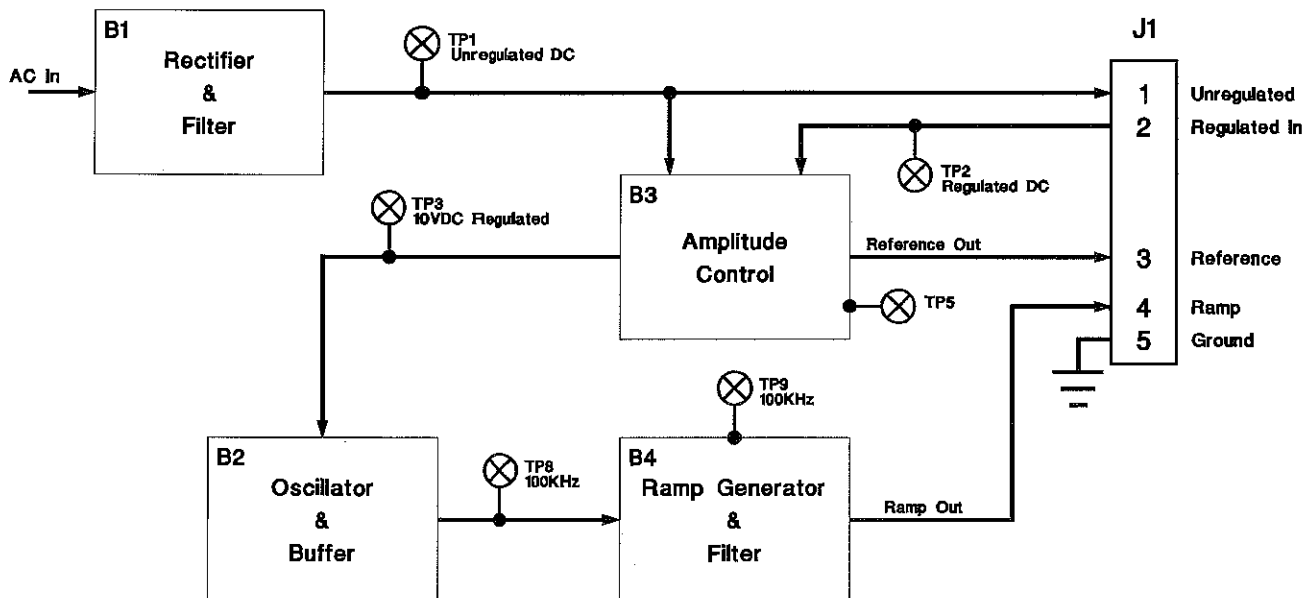 B1
Rectifier
&
Filter
AC In
TP1
Unregulated DC
J1
1 Unregulated
2 Regulated In
TP2
Regulated DC
TP3
10VDC Regulated
B3
Amplitude
Control
Reference Out
3 Reference
TP5
4 Ramp
5 Ground
TP9
100KHz
B2
Oscillator
&
Buffer
TP8
100KHz
B4
Ramp Generator
&
Filter
Ramp Out